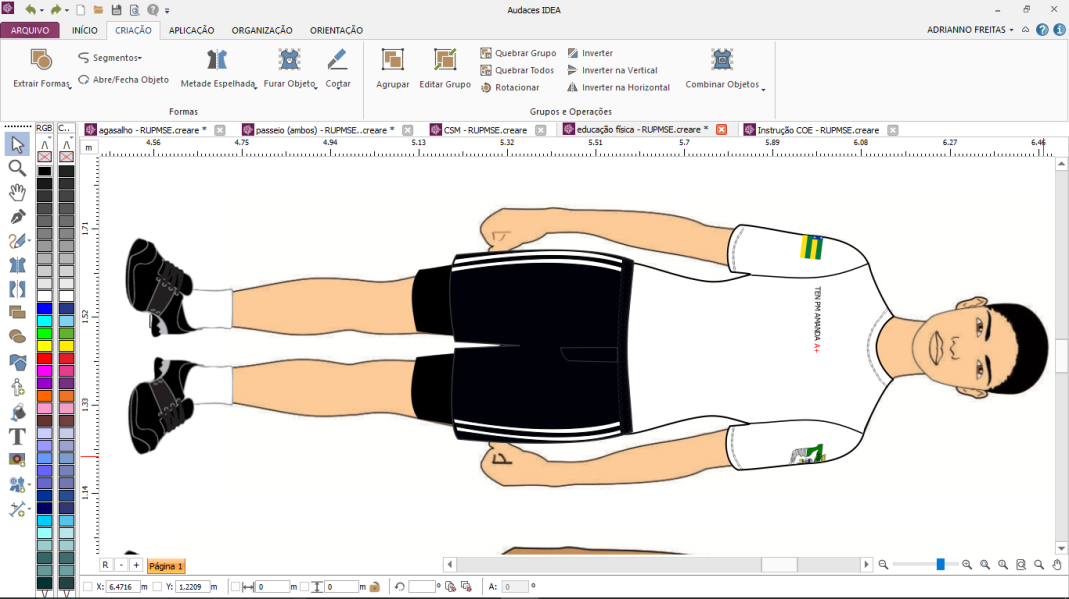 Audaces IDEA
ARQUIVO INÍCIO CRIAÇÃO APLICAÇÃO ORGANIZAÇÃO ORIENTAÇÃO ADRIANNO FREITAS
Extrair Formas
Segmentos
Abre/Fecha Objeto
Metade Espelhada
Furar Objeto
Cortar
Formas
Agrupar
Editar Grupo
Quebrar Grupo
Quebrar Todos
Rotacionar
Inverter
Inverter na Vertical
Inverter na Horizontal
Combinar Objetos
Grupos e Operações
RGB C...
agasalho - RUPMSE.creare *
passeio (ambos) - RUPMSE..creare *
CSM - RUPMSE.creare
educação física - RUPMSE.creare *
Instrução COE - RUPMSE.creare
m 4.56 4.75 4.94 5.13 5.32 5.51 5.7 5.89 6.08 6.27 6.46
1.71
1.52
1.33
1.14
TEN PM AMANDA A+
R - + Página 1
X: 6.4716 m Y: 1.2209 m 0 m 0 m º A: 0 º